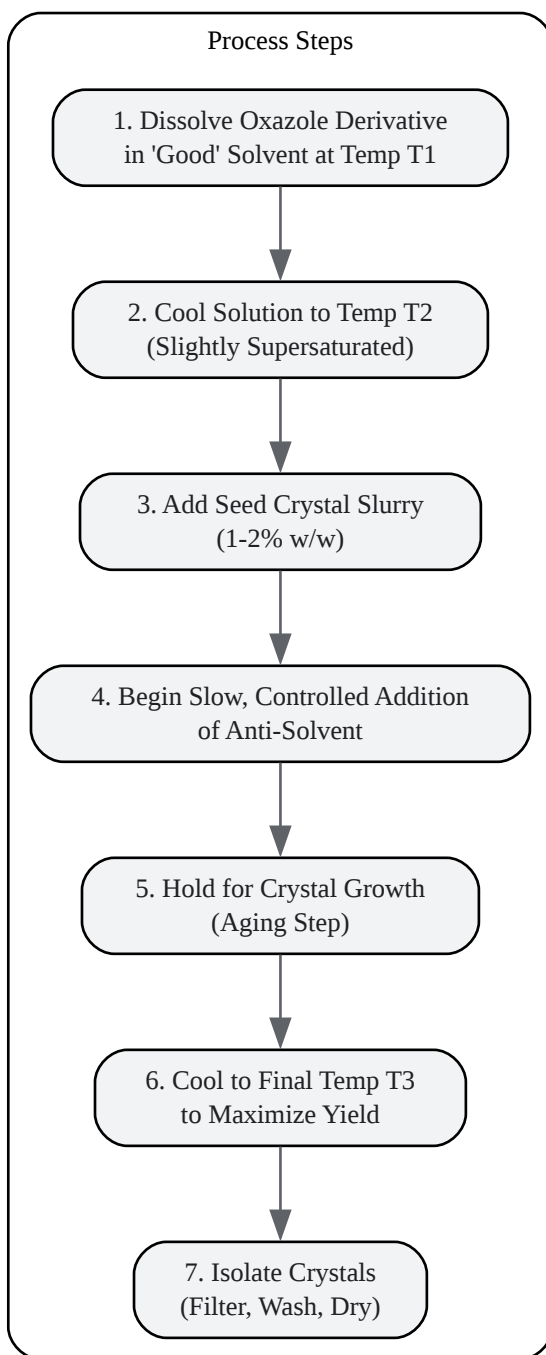 Process Steps
1. Dissolve Oxazole Derivative
in 'Good' Solvent at Temp T1
2. Cool Solution to Temp T2
(Slightly Supersaturated)
3. Add Seed Crystal Slurry
(1-2% w/w)
4. Begin Slow, Controlled Addition
of Anti-Solvent
5. Hold for Crystal Growth
(Aging Step)
6. Cool to Final Temp T3
to Maximize Yield
7. Isolate Crystals
(Filter, Wash, Dry)